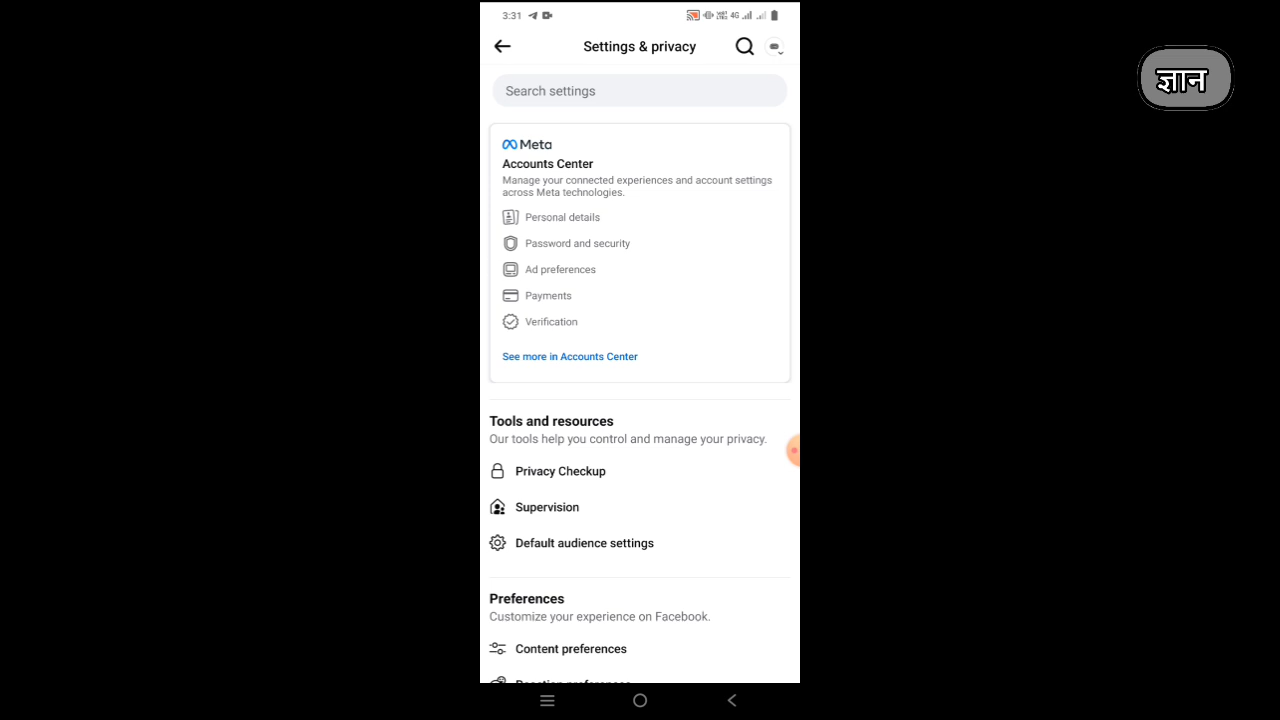 3:31
4G
Settings & privacy
ज्ञान
Search settings
Meta
Accounts Center
Manage your connected experiences and account settings
across Meta technologies.
Personal details
Password and security
Ad preferences
Payments
Verification
See more in Accounts Center
Tools and resources
Our tools help you control and manage your privacy.
Privacy Checkup
Supervision
Default audience settings
Preferences
Customize your experience on Facebook.
Content preferences